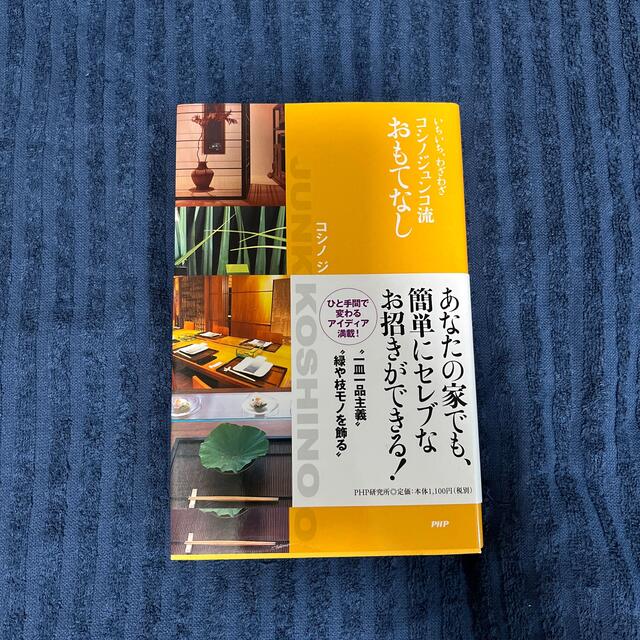 いちいち、わざわざ
コシノジュンコ流
おもてなし
コシノ ジ
JUNK KOSHINO
あなたの家でも、
簡単にセレブな
お招きができる!
ひと手間で
変わる
アイディア
満載!
"一皿一品主義"
"緑や枝モノを飾る"
PHP研究所◎定価:本体1,100円(税別)
PHP